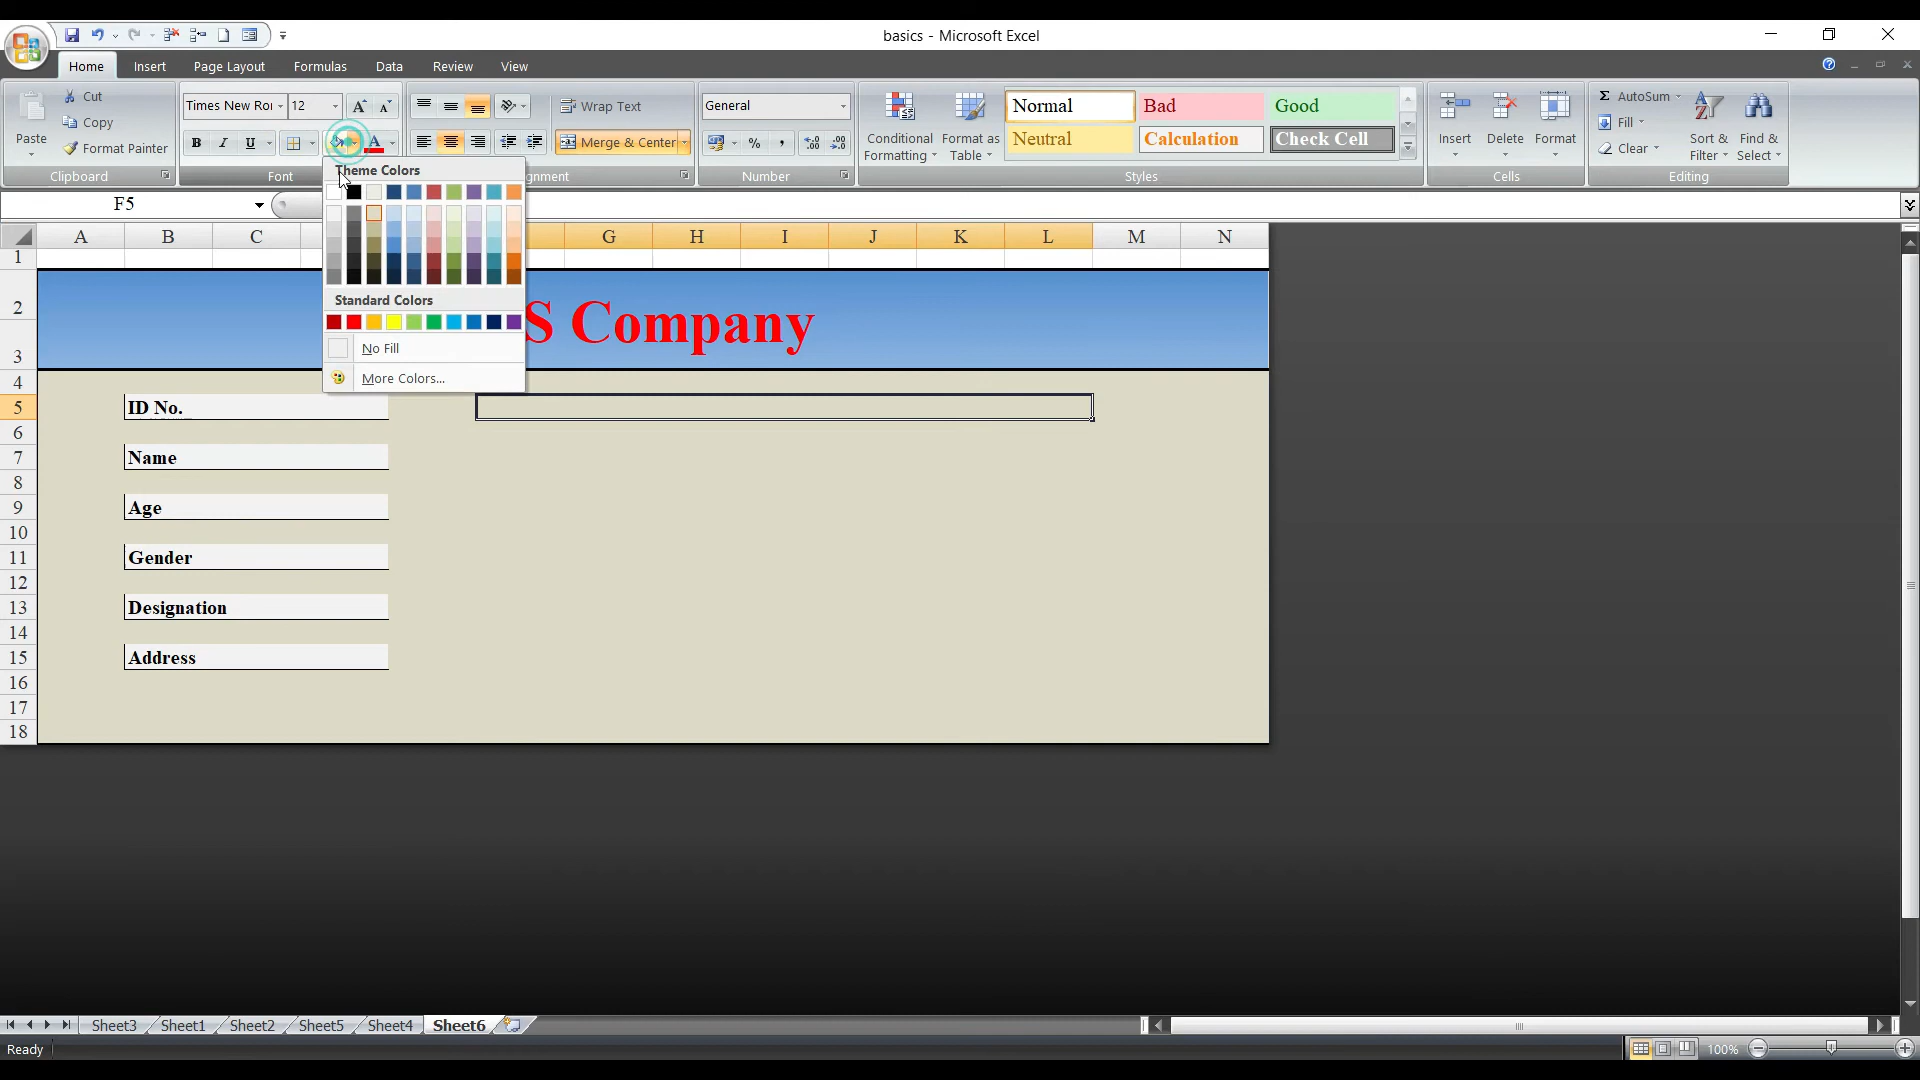 basics - Microsoft Excel
Home Insert Page Layout Formulas Data Review View
Cut
Copy
Format Painter
Paste
Clipboard
Times New Ro 12
B I U
Font
Wrap Text
Merge & Center
General
Number
Conditional Formatting
Format as Table
Normal Bad Good
Neutral Calculation Check Cell
Styles
Insert Delete Format
Cells
AutoSum
Fill
Clear
Sort & Filter
Find & Select
Editing
F5
Theme Colors
Standard Colors
No Fill
More Colors...
A B C G H I J K L M N
1
2
S Company
3
4
5 ID No.
6
7 Name
8
9 Age
10
11 Gender
12
13 Designation
14
15 Address
16
17
18
Sheet3 Sheet1 Sheet2 Sheet5 Sheet4 Sheet6
Ready
100%